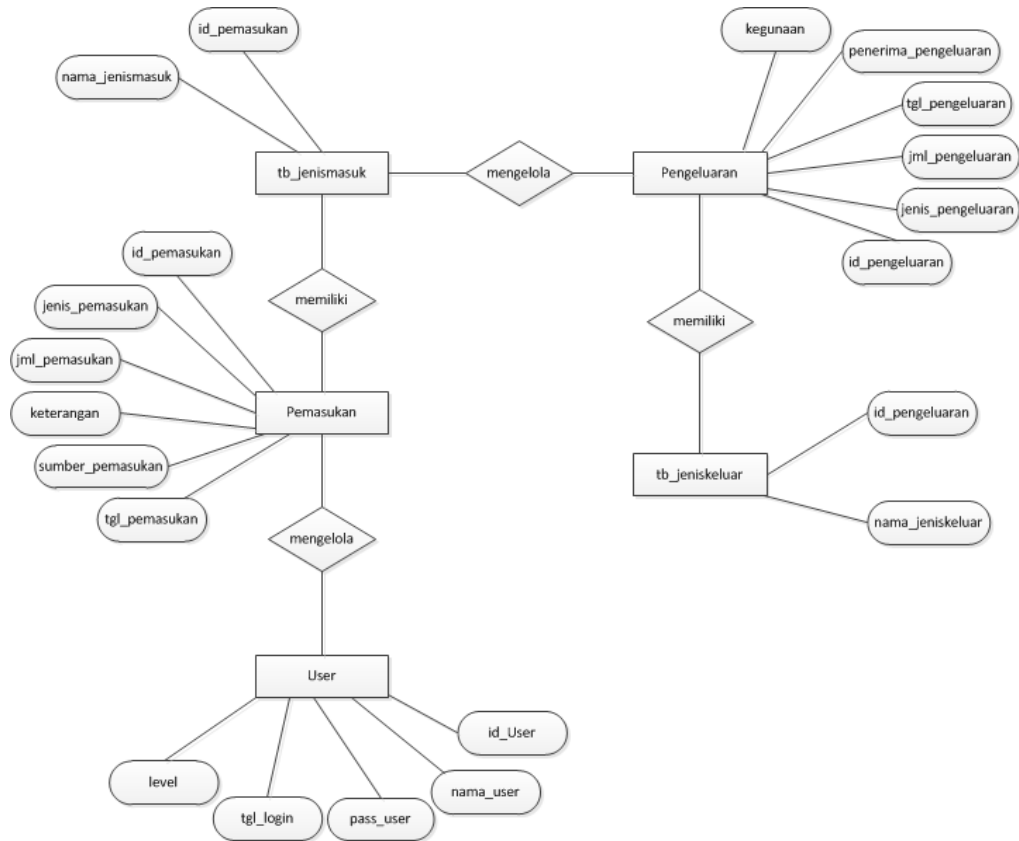 id_pemasukan
kegunaan
penerima_pengeluaran
nama_jenismasuk
tgl_pengeluaran
jml_pengeluaran
tb_jenismasuk
mengelola
Pengeluaran
jenis_pengeluaran
id_pemasukan
id_pengeluaran
jenis_pemasukan
memiliki
memiliki
jml_pemasukan
keterangan
Pemasukan
id_pengeluaran
sumber_pemasukan
tb_jeniskeluar
tgl_pemasukan
nama_jeniskeluar
mengelola
User
id_User
level
nama_user
tgl_login
pass_user